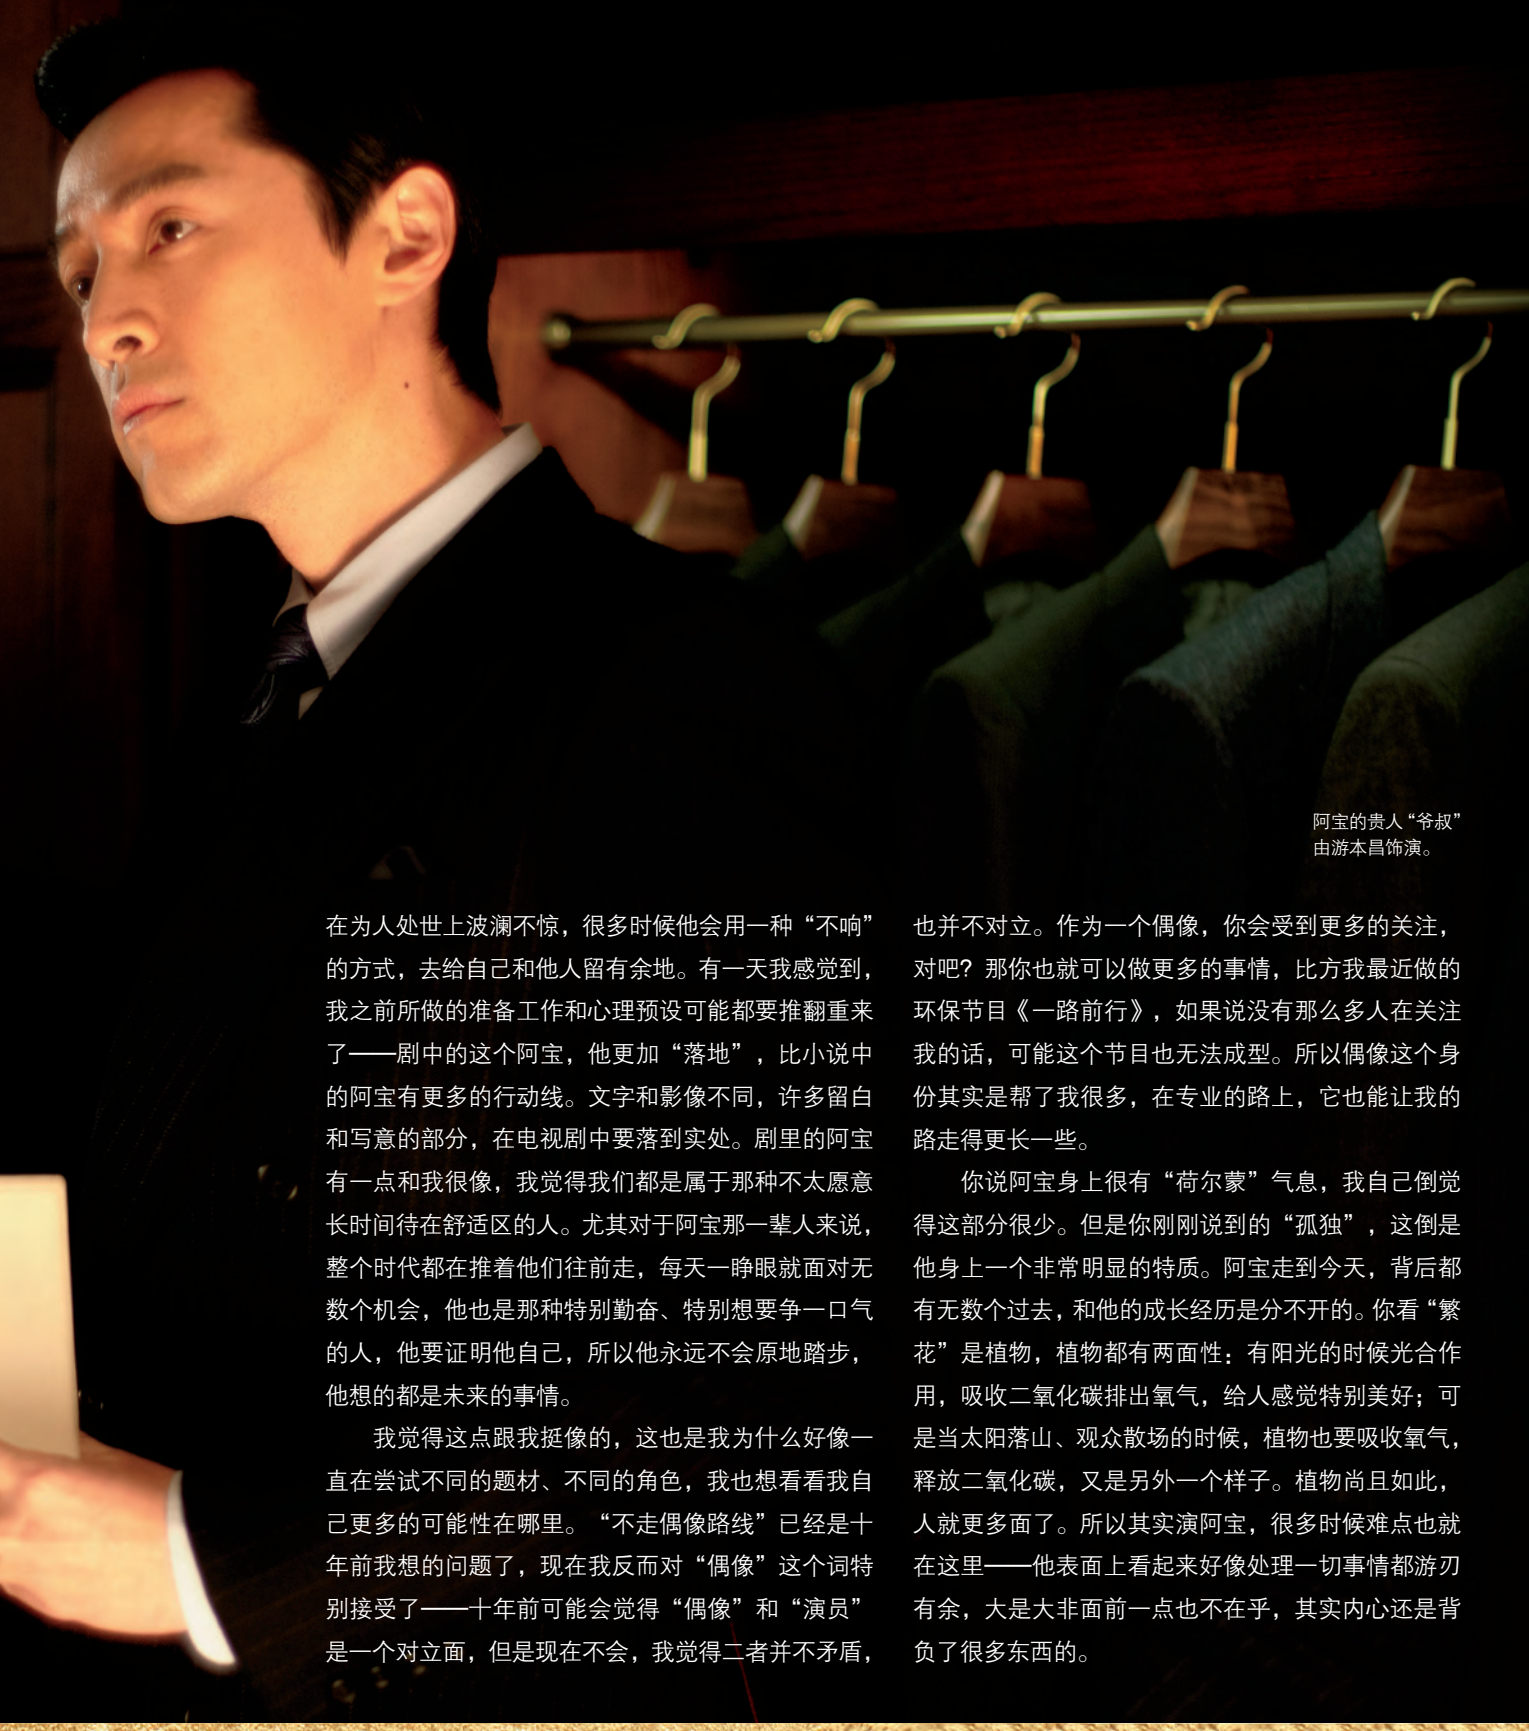 阿宝的贵人“爷叔”
由游本昌饰演。
在为人处世上波澜不惊，很多时候他会用一种“不响”
的方式，去给自己和他人留有余地。有一天我感觉到，
我之前所做的准备工作和心理预设可能都要推翻重来
了——剧中的这个阿宝，他更加“落地”，比小说中
的阿宝有更多的行动线。文字和影像不同，许多留白
和写意的部分，在电视剧中要落到实处。剧里的阿宝
有一点和我很像，我觉得我们都是属于那种不太愿意
长时间待在舒适区的人。尤其对于阿宝那一辈人来说，
整个时代都在推着他们往前走，每天一睁眼就面对无
数个机会，他也是那种特别勤奋、特别想要争一口气
的人，他要证明他自己，所以他永远不会原地踏步，
他想的都是未来的事情。
我觉得这点跟我挺像的，这也是我为什么好像一
直在尝试不同的题材、不同的角色，我也想看看我自
己更多的可能性在哪里。“不走偶像路线”已经是十
年前我想的问题了，现在我反而对“偶像”这个词特
别接受了——十年前可能会觉得“偶像”和“演员”
是一个对立面，但是现在不会，我觉得二者并不矛盾，
也并不对立。作为一个偶像，你会受到更多的关注，
对吧？那你也就可以做更多的事情，比方我最近做的
环保节目《一路前行》，如果说没有那么多人在关注
我的话，可能这个节目也无法成型。所以偶像这个身
份其实是帮了我很多，在专业的路上，它也能让我的
路走得更长一些。
你说阿宝身上很有“荷尔蒙”气息，我自己倒觉
得这部分很少。但是你刚刚说到的“孤独”，这倒是
他身上一个非常明显的特质。阿宝走到今天，背后都
有无数个过去，和他的成长经历是分不开的。你看“繁
花”是植物，植物都有两面性：有阳光的时候光合作
用，吸收二氧化碳排出氧气，给人感觉特别美好；可
是当太阳落山、观众散场的时候，植物也要吸收氧气，
释放二氧化碳，又是另外一个样子。植物尚且如此，
人就更多面了。所以其实演阿宝，很多时候难点也就
在这里——他表面上看起来好像处理一切事情都游刃
有余，大是大非面前一点也不在乎，其实内心还是背
负了很多东西的。